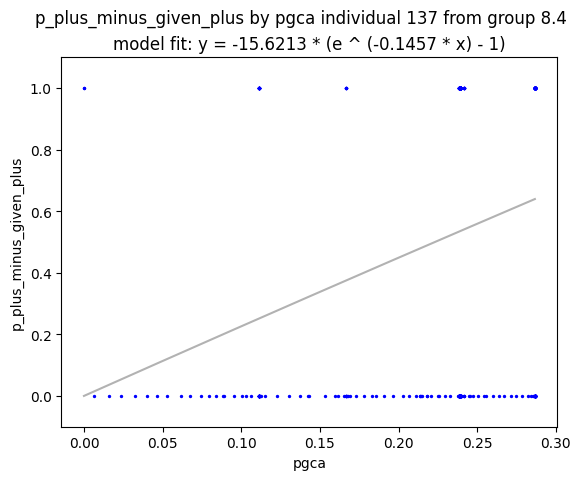 p_plus_minus_given_plus by pgca individual 137 from group 8.4
model fit: y = -15.6213 * (e ^ (-0.1457 * x) - 1)
p_plus_minus_given_plus
1.0
0.8
0.6
0.4
0.2
0.0
0.00 0.05 0.10 0.15 0.20 0.25 0.30
pgca